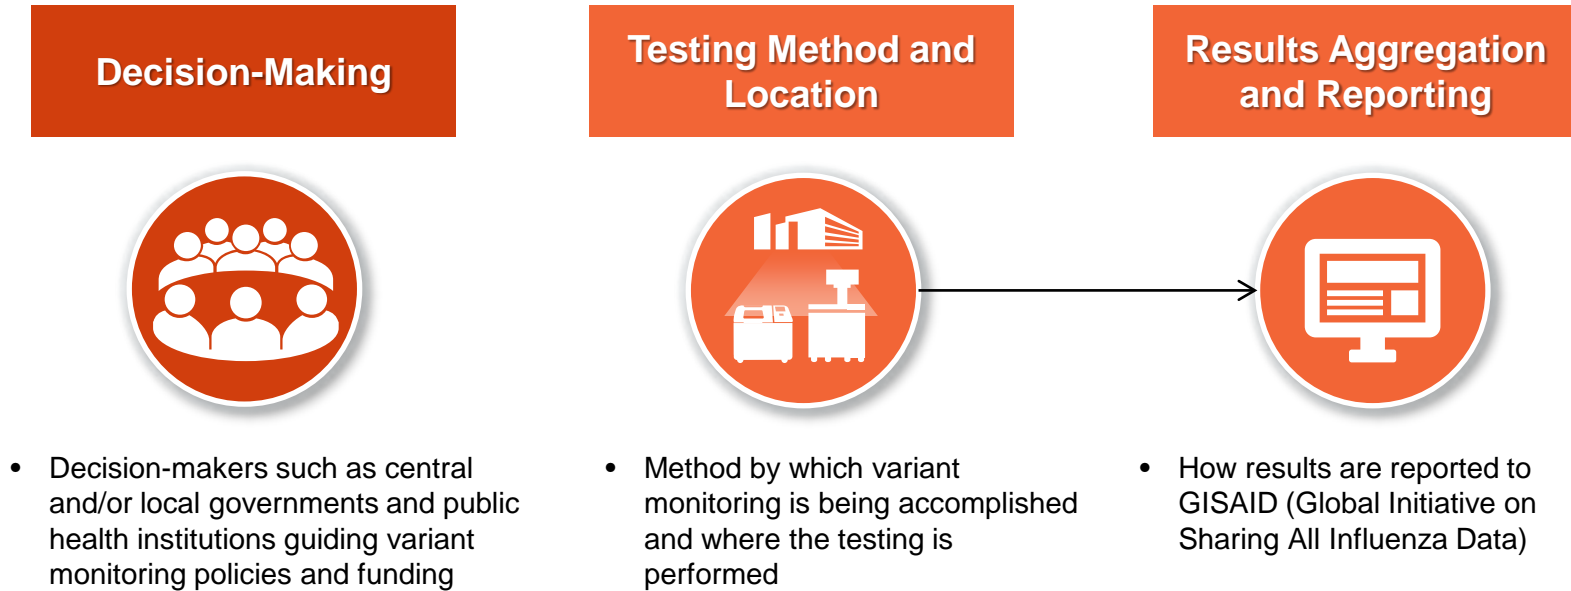 Decision-Making
Testing Method and
Location
Results Aggregation
and Reporting
• Decision-makers such as central
and/or local governments and public
health institutions guiding variant
monitoring policies and funding
• Method by which variant
monitoring is being accomplished
and where the testing is
performed
• How results are reported to
GISAID (Global Initiative on
Sharing All Influenza Data)